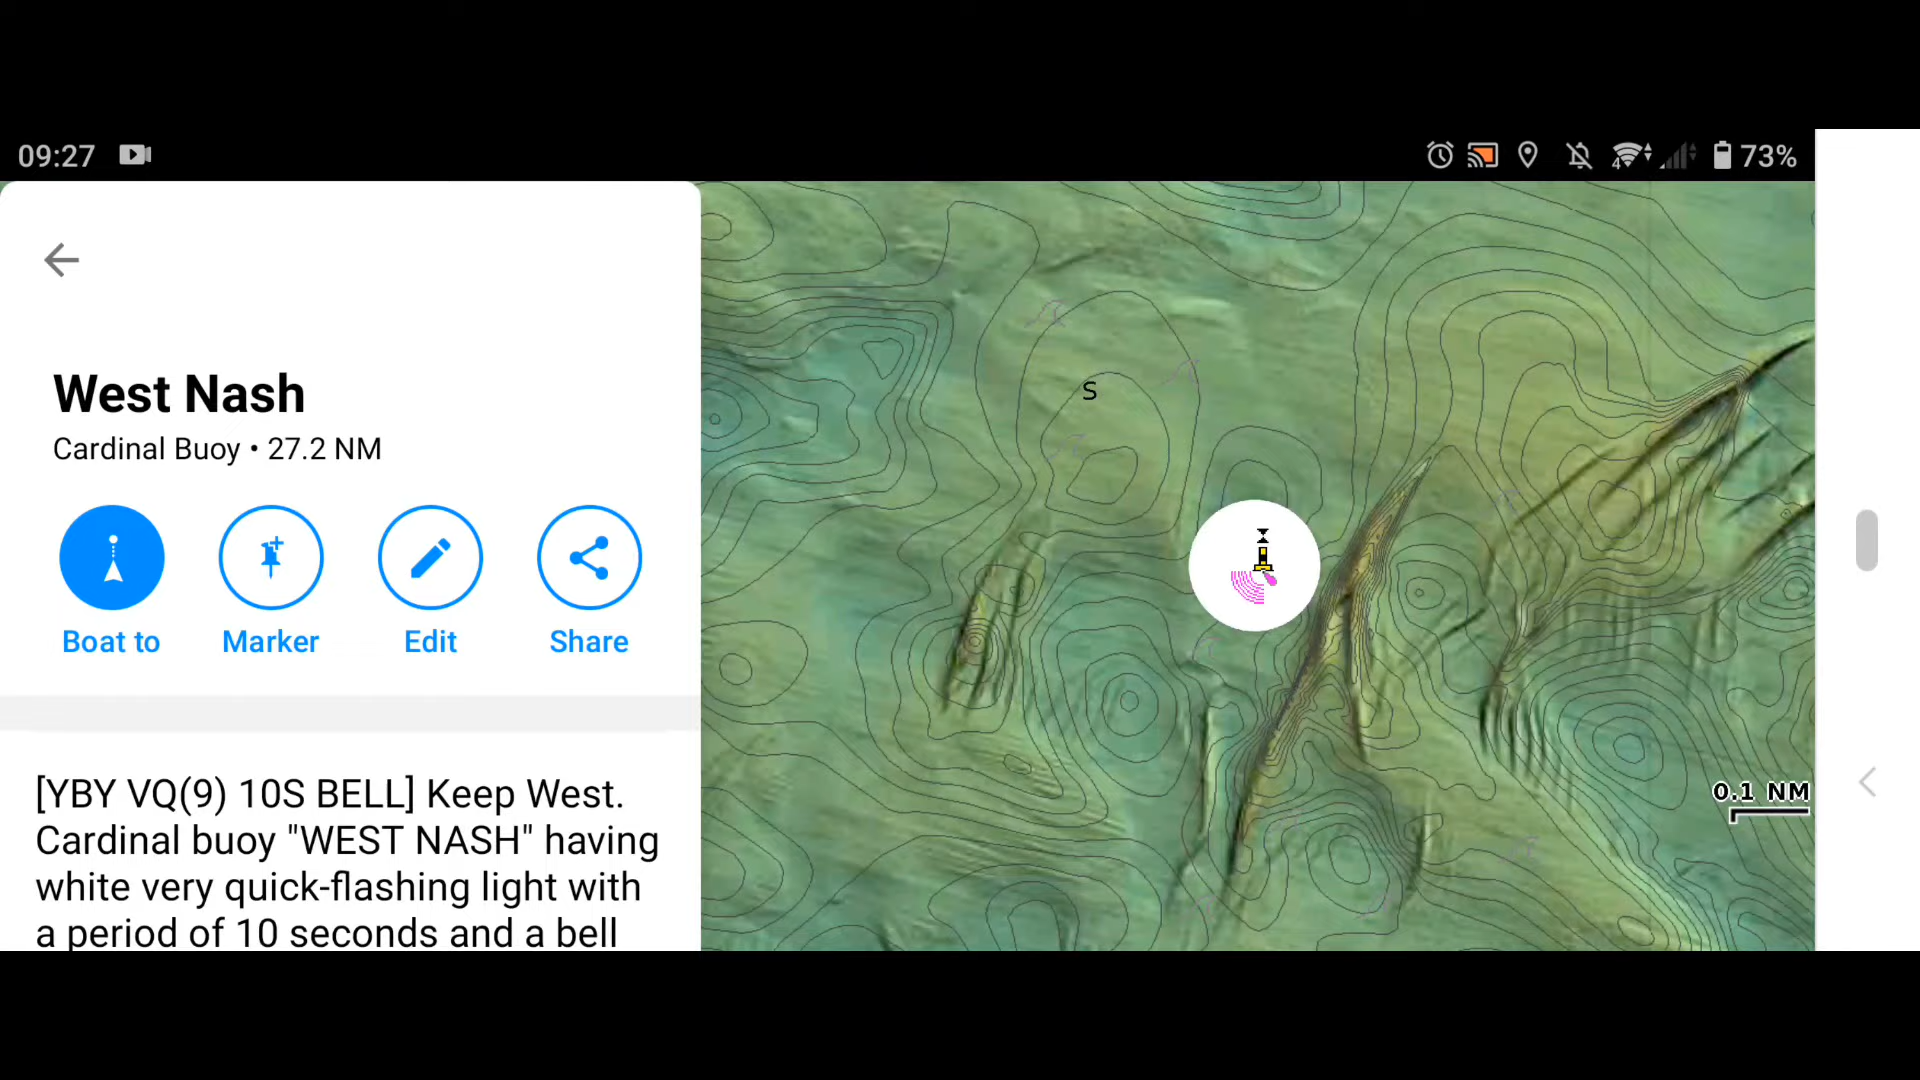 09:27
73%
West Nash
Cardinal Buoy • 27.2 NM
Boat to Marker Edit Share
[YBY VQ(9) 10S BELL] Keep West.
Cardinal buoy "WEST NASH" having
white very quick-flashing light with
a period of 10 seconds and a bell
S
0.1 NM